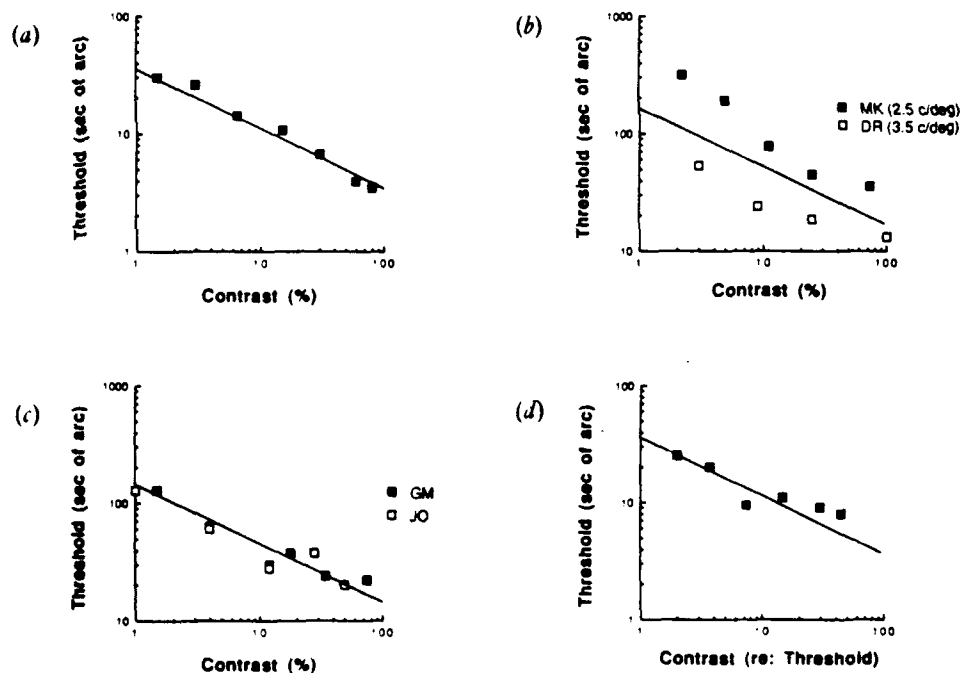 (a)
Threshold (sec of arc)
100
10
1
1
10
100
Contrast (%)
(b)
Threshold (sec of arc)
1000
100
10
1
10
100
Contrast (%)
MK (2.5 c/deg)
DR (3.5 c/deg)
(c)
Threshold (sec of arc)
1000
100
10
1
10
100
Contrast (%)
GM
JO
(d)
Threshold (sec of arc)
100
10
1
1
10
100
Contrast (re: Threshold)